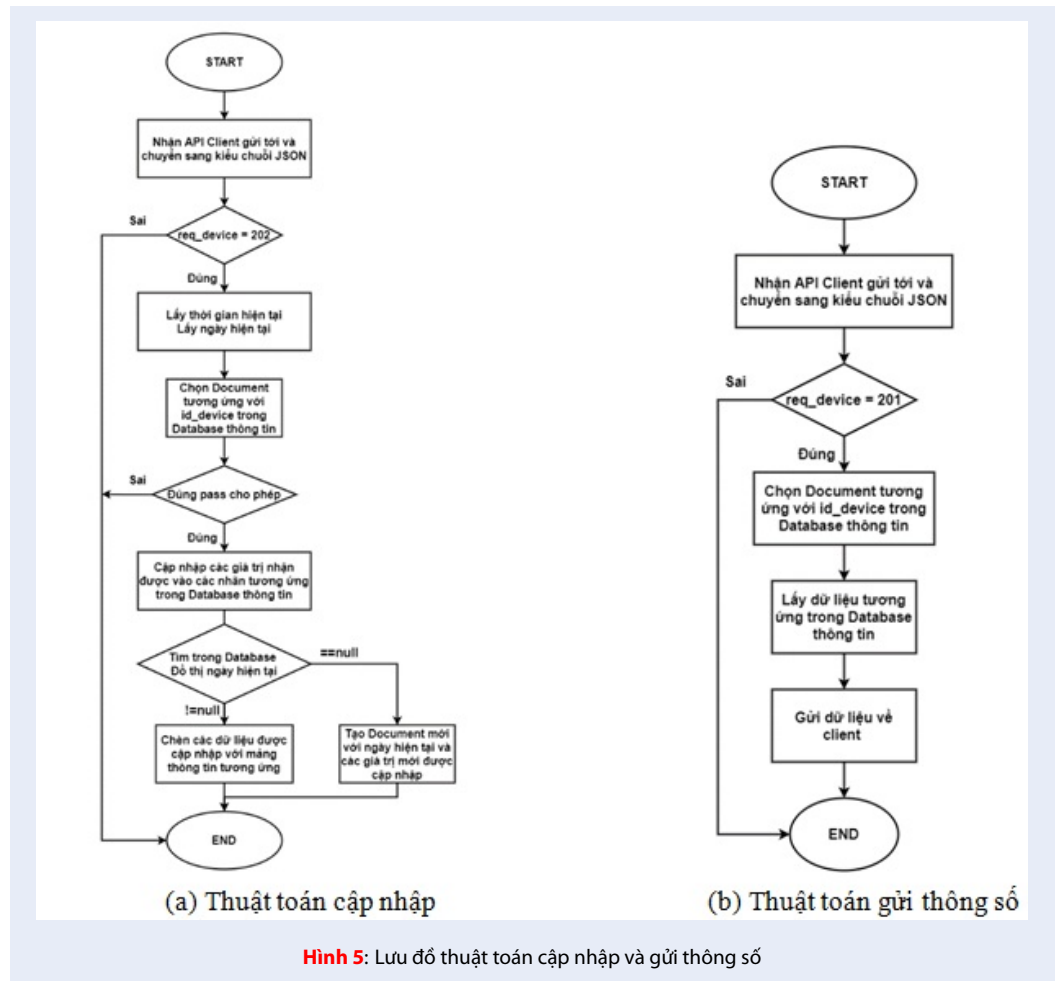 START
Nhận API Client gửi tới và
chuyển sang kiểu chuỗi JSON
Sai
req_device = 202
Đúng
Lấy thời gian hiện tại
Lấy ngày hiện tại
Chọn Document
tương ứng với
id_device trong
Database thông tin
Sai
Đúng pass cho phép
Đúng
Cập nhập các giá trị nhận
được vào các nhãn tương ứng
trong Database thông tin
Tìm trong Database
Đồ thị ngày hiện tại
==null
!=null
Chèn các dữ liệu được
cập nhập với mảng
thông tin tương ứng
Tạo Document mới
với ngày hiện tại và
các giá trị mới được
cập nhập
END
(a) Thuật toán cập nhập
START
Nhận API Client gửi tới và
chuyển sang kiểu chuỗi JSON
Sai
req_device = 201
Đúng
Chọn Document tương
ứng với id_device trong
Database thông tin
Lấy dữ liệu tương
ứng trong Database
thông tin
Gửi dữ liệu về
client
END
(b) Thuật toán gửi thông số
Hình 5: Lưu đồ thuật toán cập nhập và gửi thông số